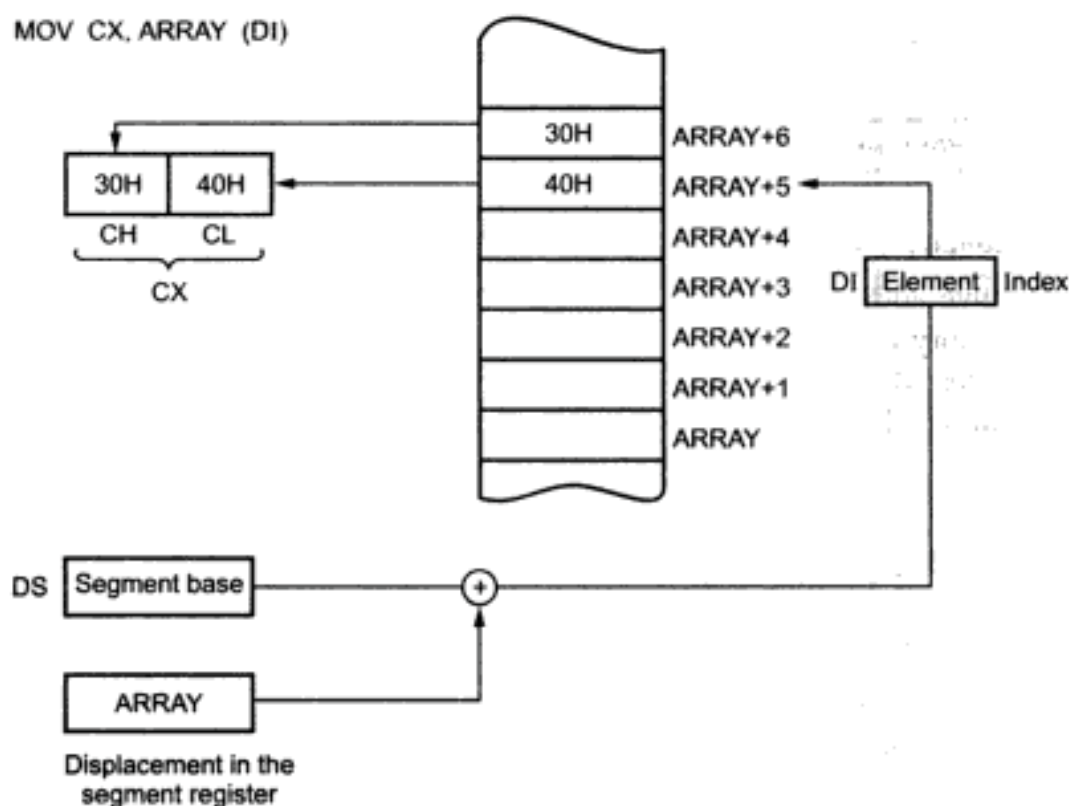 MOV CX, ARRAY (DI)
30H ARRAY+6
30H 40H
40H ARRAY+5
CH CL
CX
ARRAY+4
DI Element Index
ARRAY+3
ARRAY+2
ARRAY+1
ARRAY
DS Segment base +
ARRAY
Displacement in the
segment register